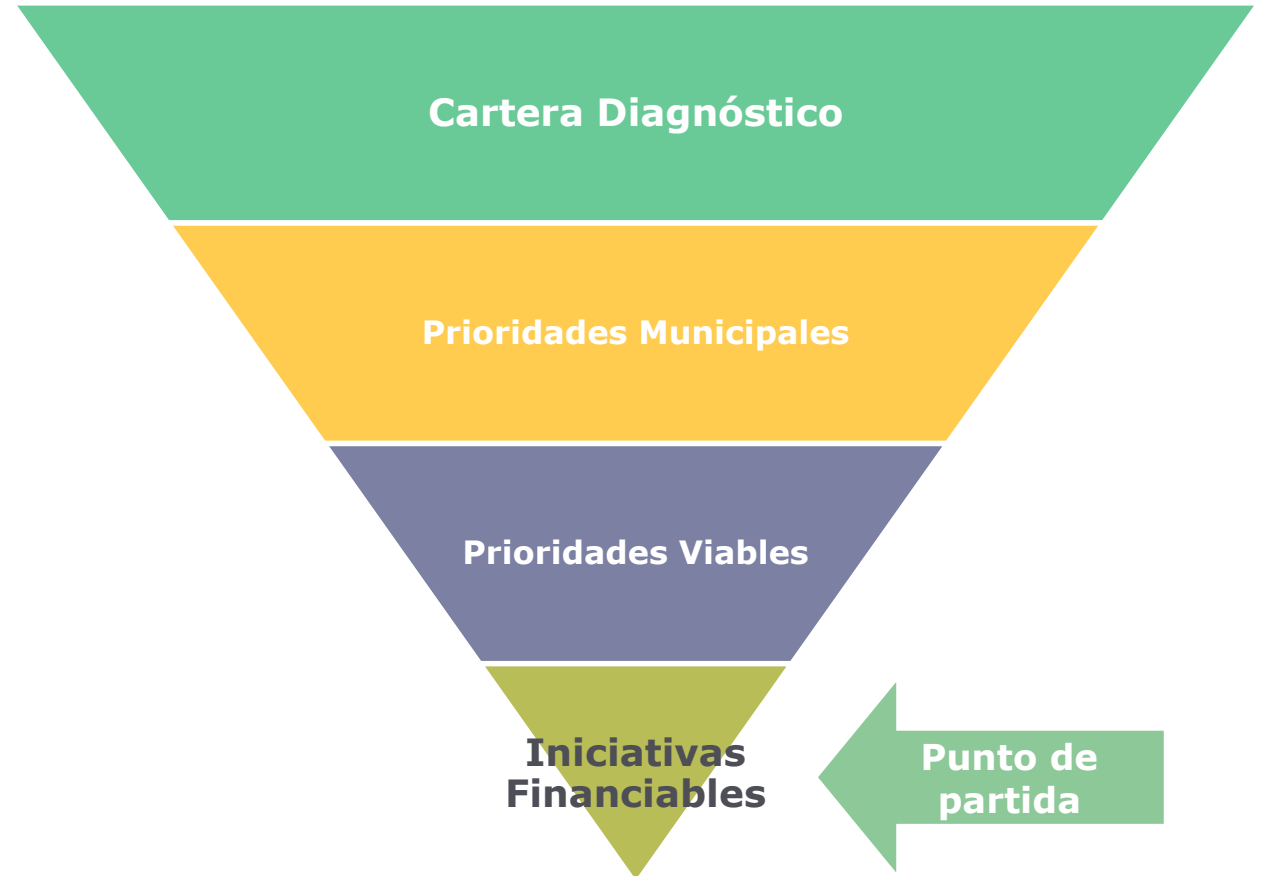 Cartera Diagnóstico
Prioridades Municipales
Prioridades Viables
Iniciativas
Financiables
Punto de
partida